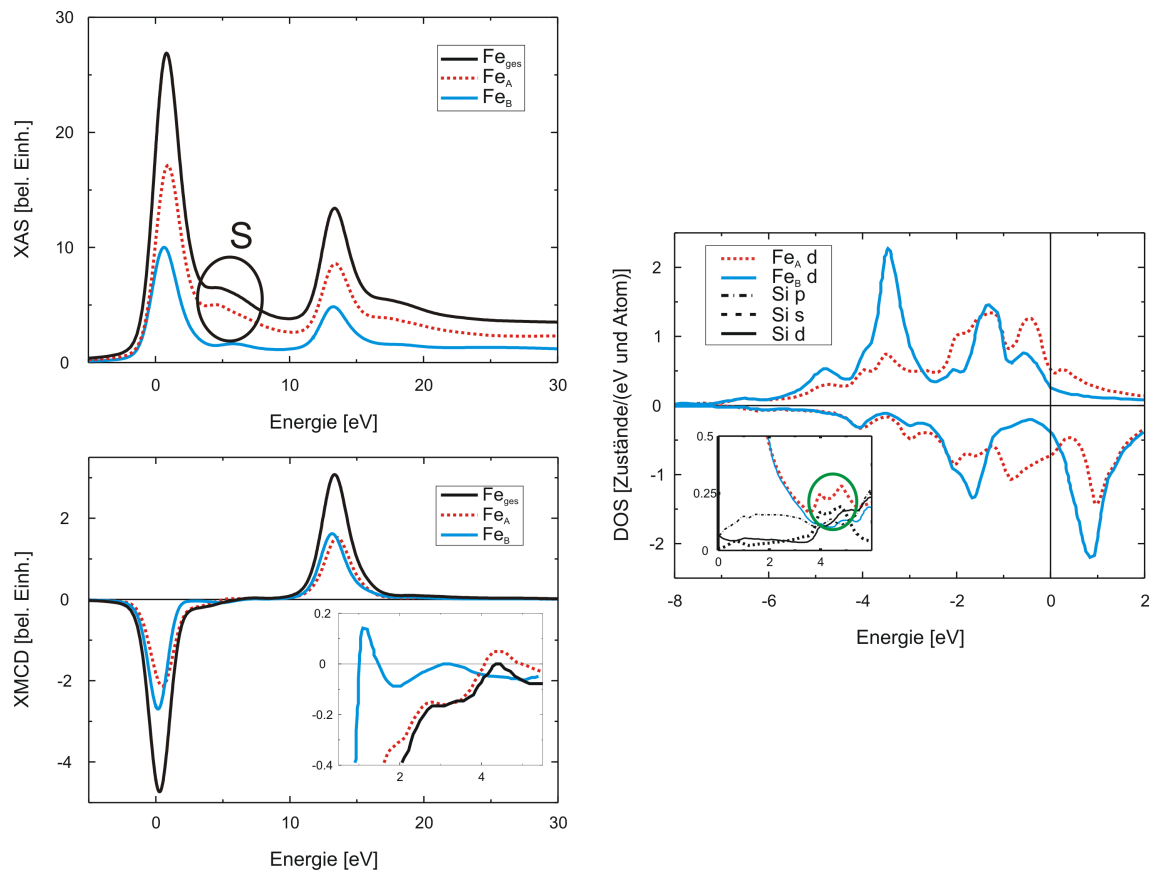 30
20
10
0
0
10
20
30
XAS [bel. Einh.]
Energie [eV]
Fe_ges
Fe_A
Fe_B
S
2
0
-2
-4
0
10
20
30
XMCD [bel. Einh.]
Energie [eV]
Fe_ges
Fe_A
Fe_B
0.2
0
-0.2
-0.4
2
4
2
1
0
-1
-2
-8
-6
-4
-2
0
2
DOS [Zustände/(eV und Atom)]
Energie [eV]
Fe_A d
Fe_B d
Si p
Si s
Si d
0.5
0.25
0
0
2
4